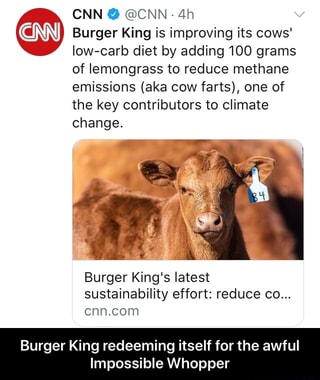 CNN @CNN · 4h
CNN
Burger King is improving its cows'
low-carb diet by adding 100 grams
of lemongrass to reduce methane
emissions (aka cow farts), one of
the key contributors to climate
change.
84
Burger King's latest
sustainability effort: reduce co...
cnn.com
Burger King redeeming itself for the awful
Impossible Whopper